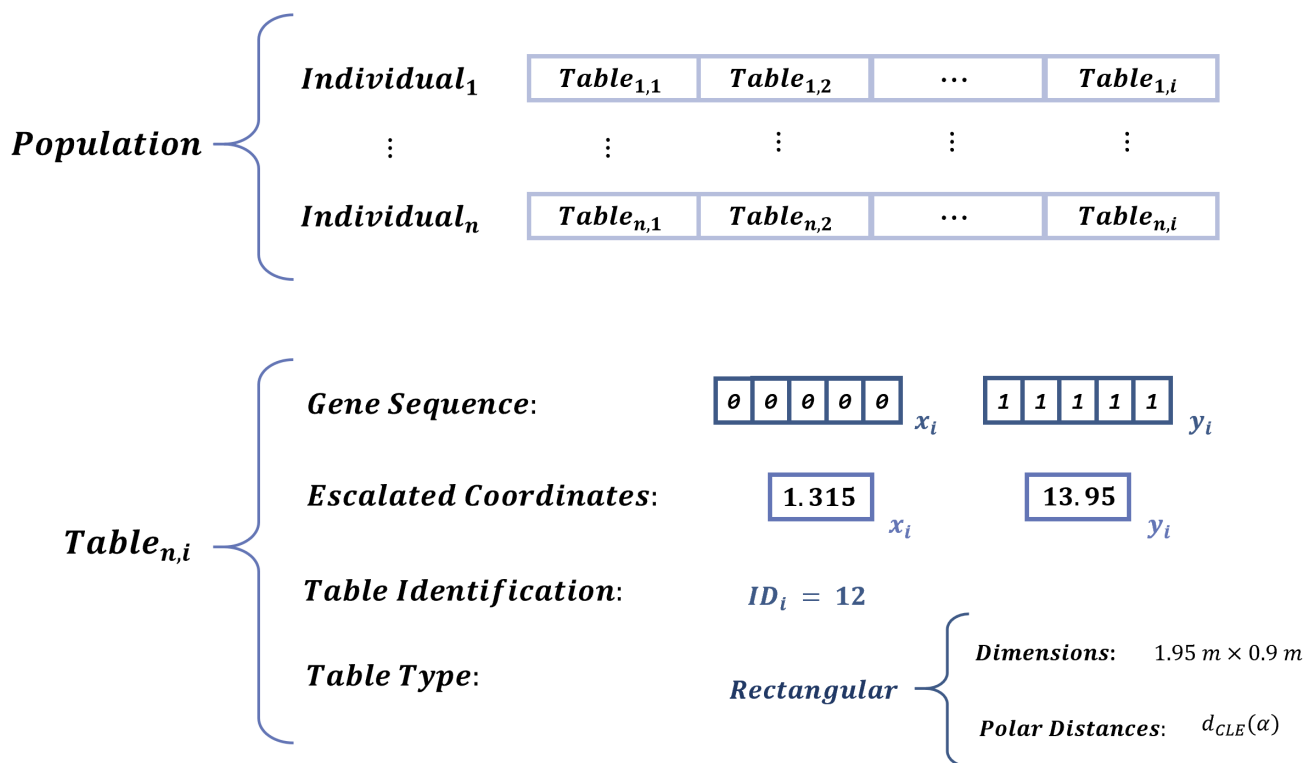 Population
Individual₁ Table₁,₁ Table₁,₂ ⋯ Table₁,ᵢ
⋮ ⋮ ⋮ ⋮ ⋮
Individualₙ Tableₙ,₁ Tableₙ,₂ ⋯ Tableₙ,ᵢ
Tableₙ,ᵢ
Gene Sequence: 0 0 0 0 0 xᵢ 1 1 1 1 1 yᵢ
Escalated Coordinates: 1.315 xᵢ 13.95 yᵢ
Table Identification: IDᵢ = 12
Table Type: Rectangular
Dimensions: 1.95 m × 0.9 m
Polar Distances: d_CLE(α)